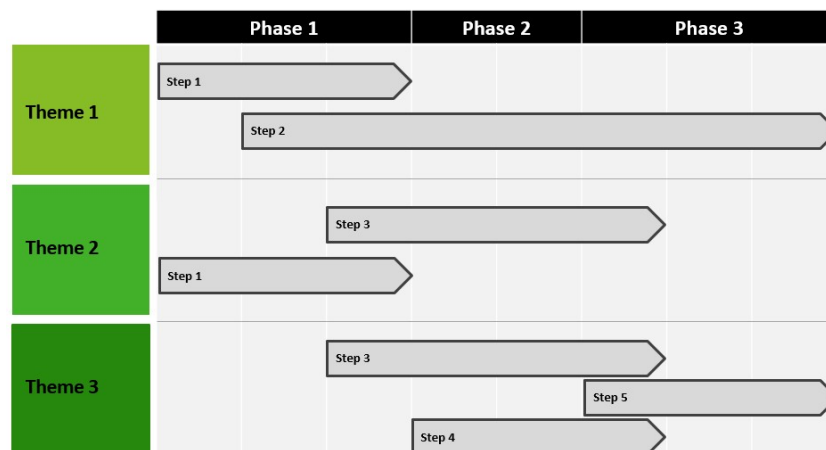 Phase 1 Phase 2 Phase 3
Theme 1
Step 1
Step 2
Theme 2
Step 3
Step 1
Theme 3
Step 3
Step 5
Step 4